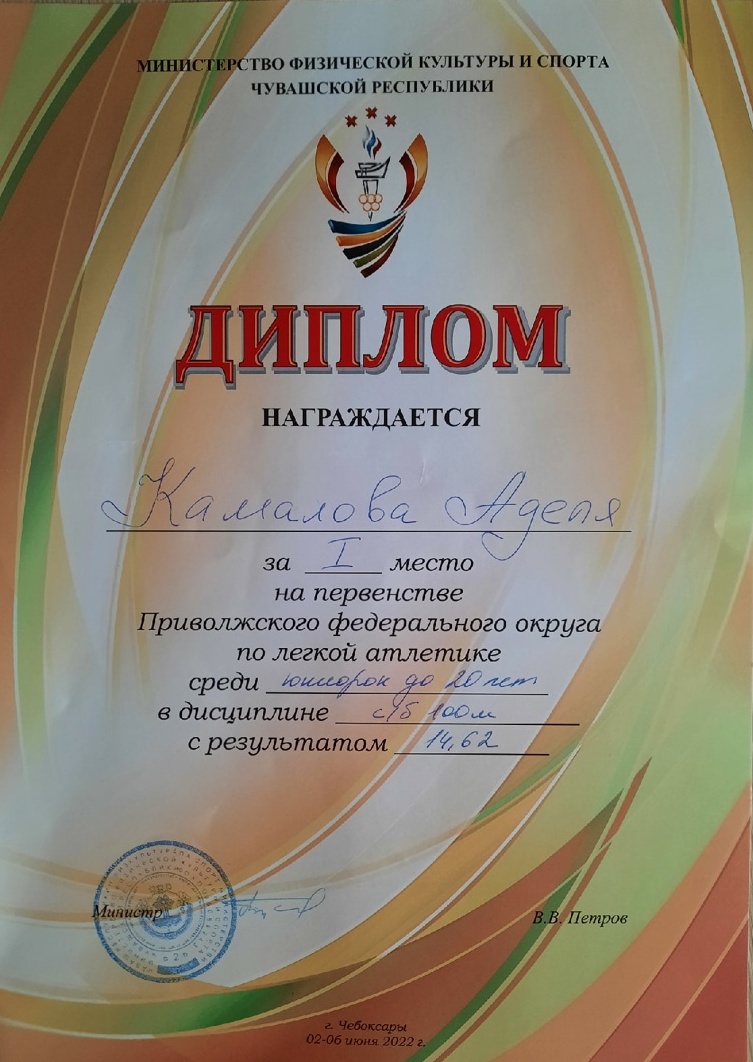 МИНИСТЕРСТВО ФИЗИЧЕСКОЙ КУЛЬТУРЫ И СПОРТА
ЧУВАШСКОЙ РЕСПУБЛИКИ
ДИПЛОМ
НАГРАЖДАЕТСЯ
Камалова Аделя
за I место
на первенстве
Приволжского федерального округа
по легкой атлетике
среди юниорок до 20 лет
в дисциплине с/б 100м
с результатом 14,62
Министр В.В. Петров
г. Чебоксары
02-06 июня 2022 г.